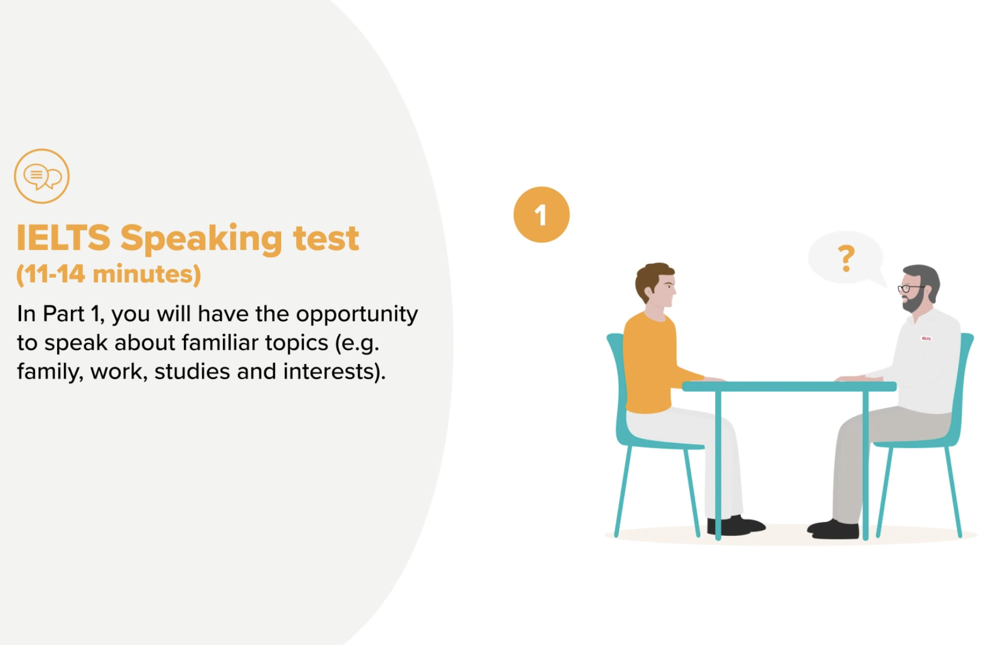 IELTS Speaking test
(11-14 minutes)
In Part 1, you will have the opportunity
to speak about familiar topics (e.g.
family, work, studies and interests).
1
?
IELTS